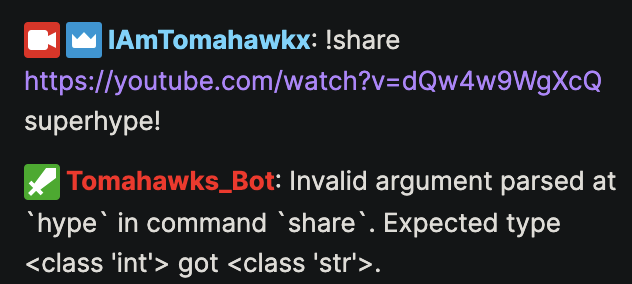 IAmTomahawkx: !share
https://youtube.com/watch?v=dQw4w9WgXcQ
superhype!
Tomahawks_Bot: Invalid argument parsed at
`hype` in command `share`. Expected type
<class 'int'> got <class 'str'>.